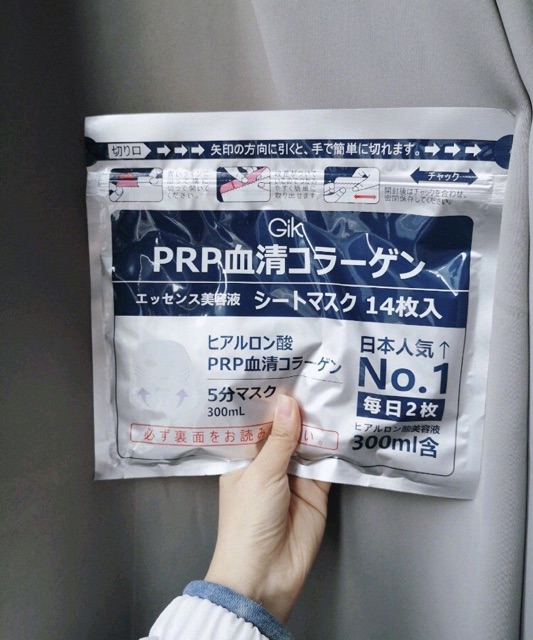 切り口
矢印の方向に引くと、手で簡単に切れます。
チャック
Gik
PRP血清コラーゲン
エッセンス美容液 シートマスク 14枚入
ヒアルロン酸
PRP血清コラーゲン
5分マスク
300mL
日本人気↑
No.1
毎日2枚
ヒアルロン酸美容液
300ml含
必ず裏面をお読み い。